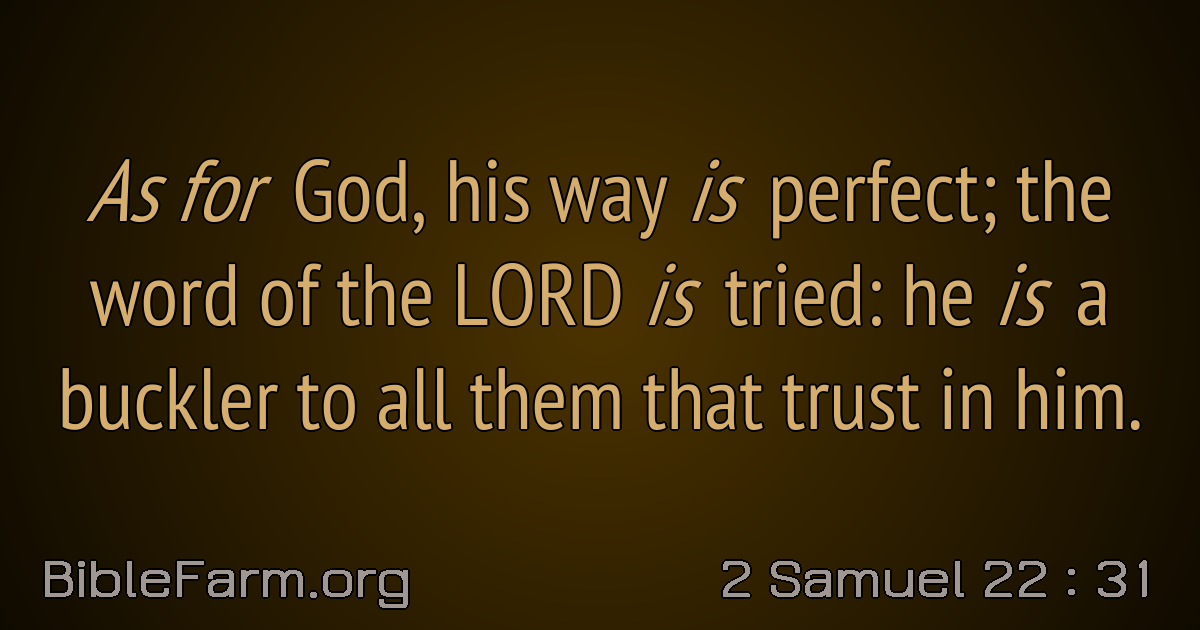 As for God, his way is perfect; the
word of the LORD is tried: he is a
buckler to all them that trust in him.
BibleFarm.org
2 Samuel 22 : 31